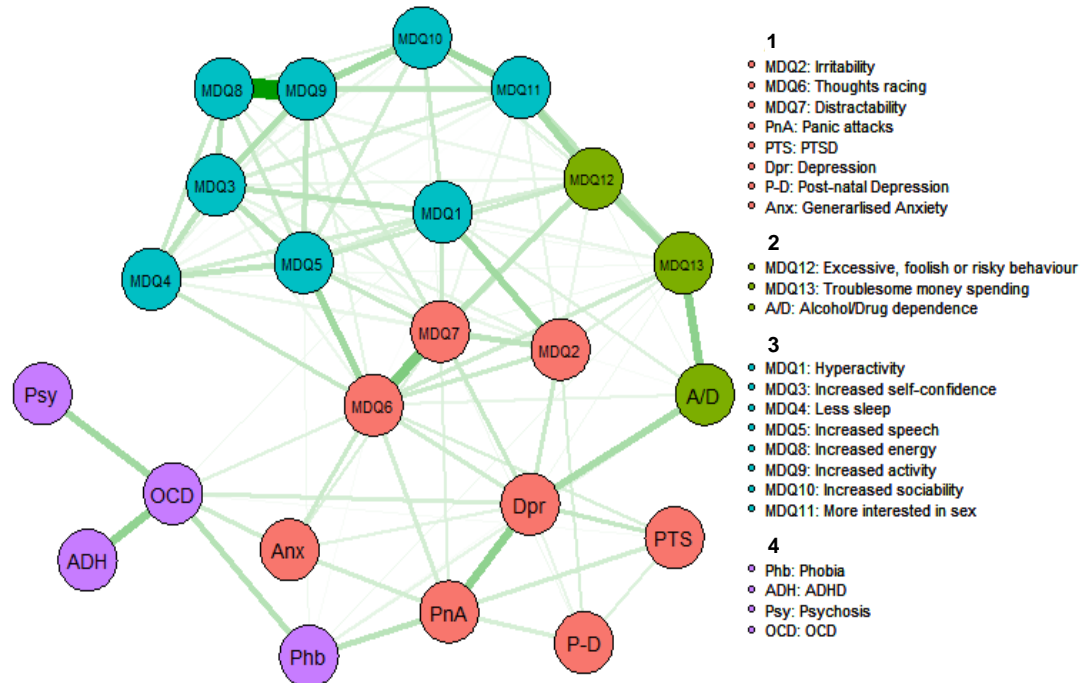 MDQ10
MDQ8
MDQ9
MDQ11
MDQ12
MDQ3
MDQ1
MDQ5
MDQ4
MDQ13
MDQ7
MDQ2
Psy
MDQ6
A/D
OCD
Dpr
ADH
Anx
PTS
PnA
P-D
Phb
1
MDQ2: Irritability
MDQ6: Thoughts racing
MDQ7: Distractability
PnA: Panic attacks
PTS: PTSD
Dpr: Depression
P-D: Post-natal Depression
Anx: Generarlised Anxiety
2
MDQ12: Excessive, foolish or risky behaviour
MDQ13: Troublesome money spending
A/D: Alcohol/Drug dependence
3
MDQ1: Hyperactivity
MDQ3: Increased self-confidence
MDQ4: Less sleep
MDQ5: Increased speech
MDQ8: Increased energy
MDQ9: Increased activity
MDQ10: Increased sociability
MDQ11: More interested in sex
4
Phb: Phobia
ADH: ADHD
Psy: Psychosis
OCD: OCD